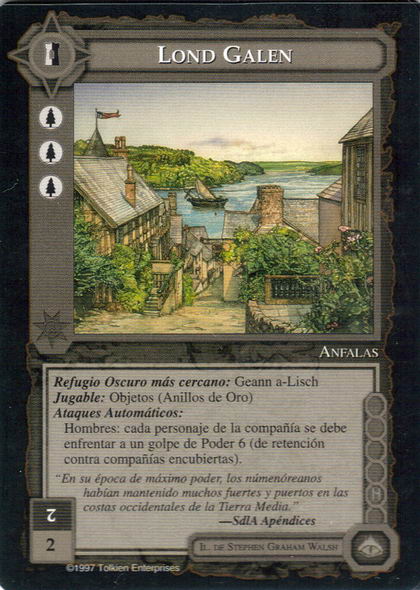 LOND GALEN
ANFALAS
Refugio Oscuro más cercano: Geann a-Lisch
Jugable: Objetos (Anillos de Oro)
Ataques Automáticos:
Hombres: cada personaje de la compañía se debe
enfrentar a un golpe de Poder 6 (de retención
contra compañías encubiertas).
“En su época de máximo poder, los númenóreanos
habían mantenido muchos fuertes y puertos en las
costas occidentales de la Tierra Media.”
—SdlA Apéndices
2
2
IL. DE STEPHEN GRAHAM WALSH
©1997 Tolkien Enterprises